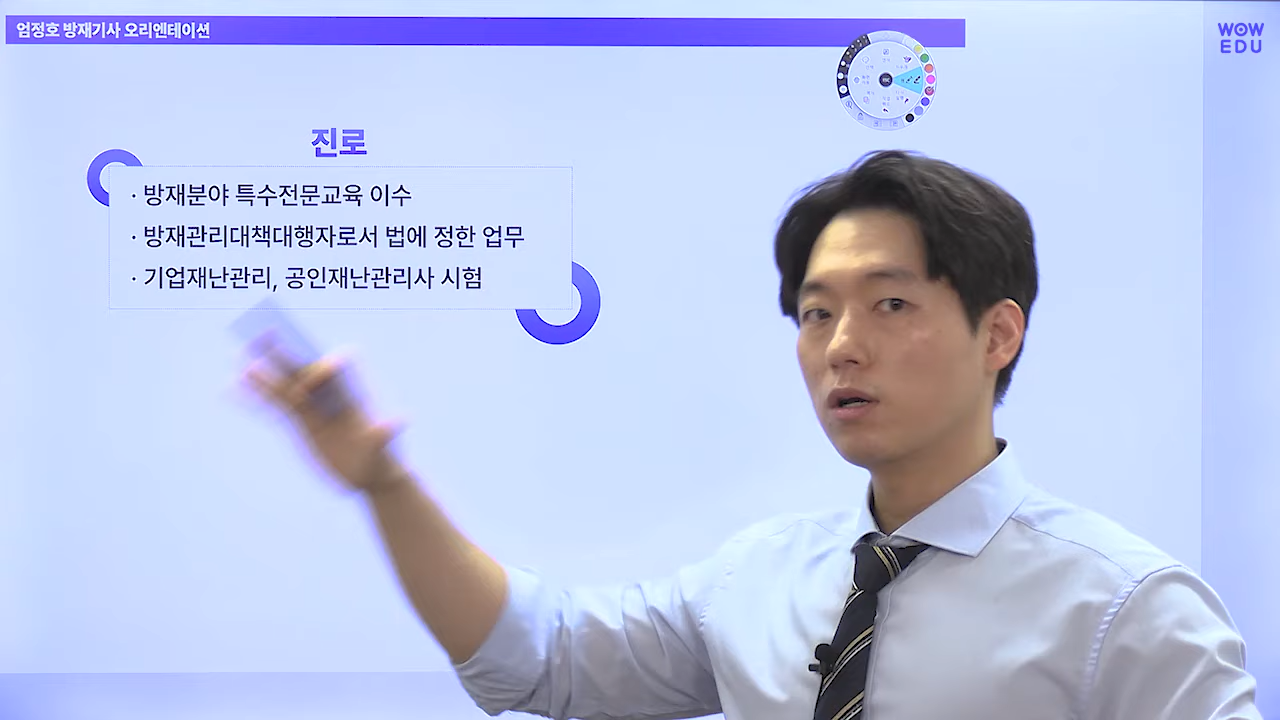 엄정호 방재기사 오리엔테이션
WOW
EDU
진로
· 방재분야 특수전문교육 이수
· 방재관리대책대행자로서 법에 정한 업무
· 기업재난관리, 공인재난관리사 시험